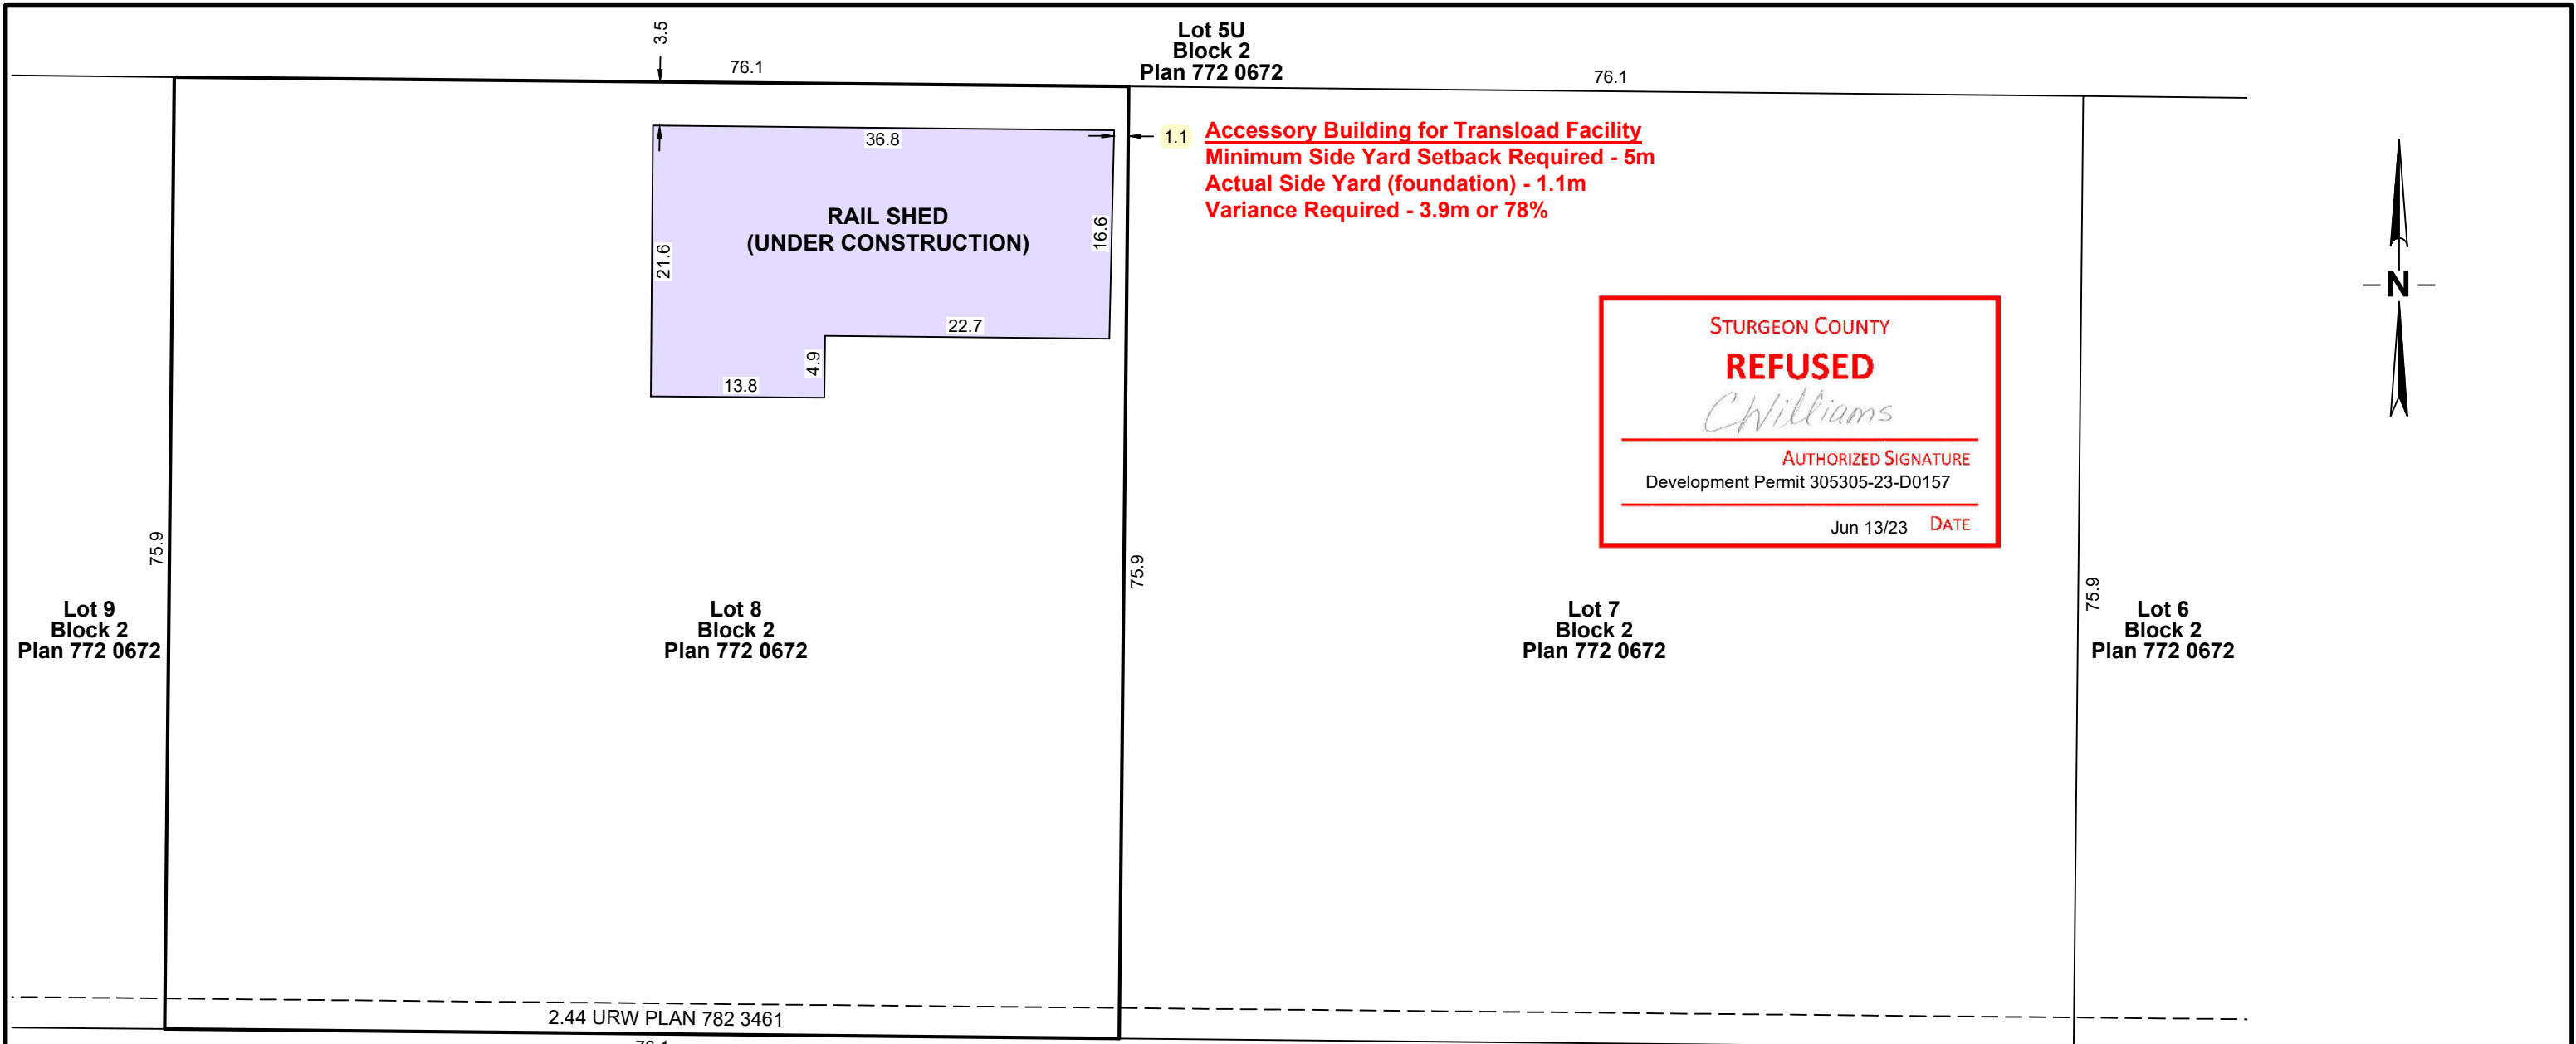 3.5
Lot 5U
Block 2
Plan 772 0672
76.1
76.1
36.8
1.1
Accessory Building for Transload Facility
Minimum Side Yard Setback Required - 5m
Actual Side Yard (foundation) - 1.1m
Variance Required - 3.9m or 78%
RAIL SHED
(UNDER CONSTRUCTION)
21.6
16.6
22.7
4.9
13.8
N
STURGEON COUNTY
REFUSED
CWilliams
AUTHORIZED SIGNATURE
Development Permit 305305-23-D0157
Jun 13/23 DATE
75.9
75.9
75.9
Lot 9
Block 2
Plan 772 0672
Lot 8
Block 2
Plan 772 0672
Lot 7
Block 2
Plan 772 0672
Lot 6
Block 2
Plan 772 0672
2.44 URW PLAN 782 3461